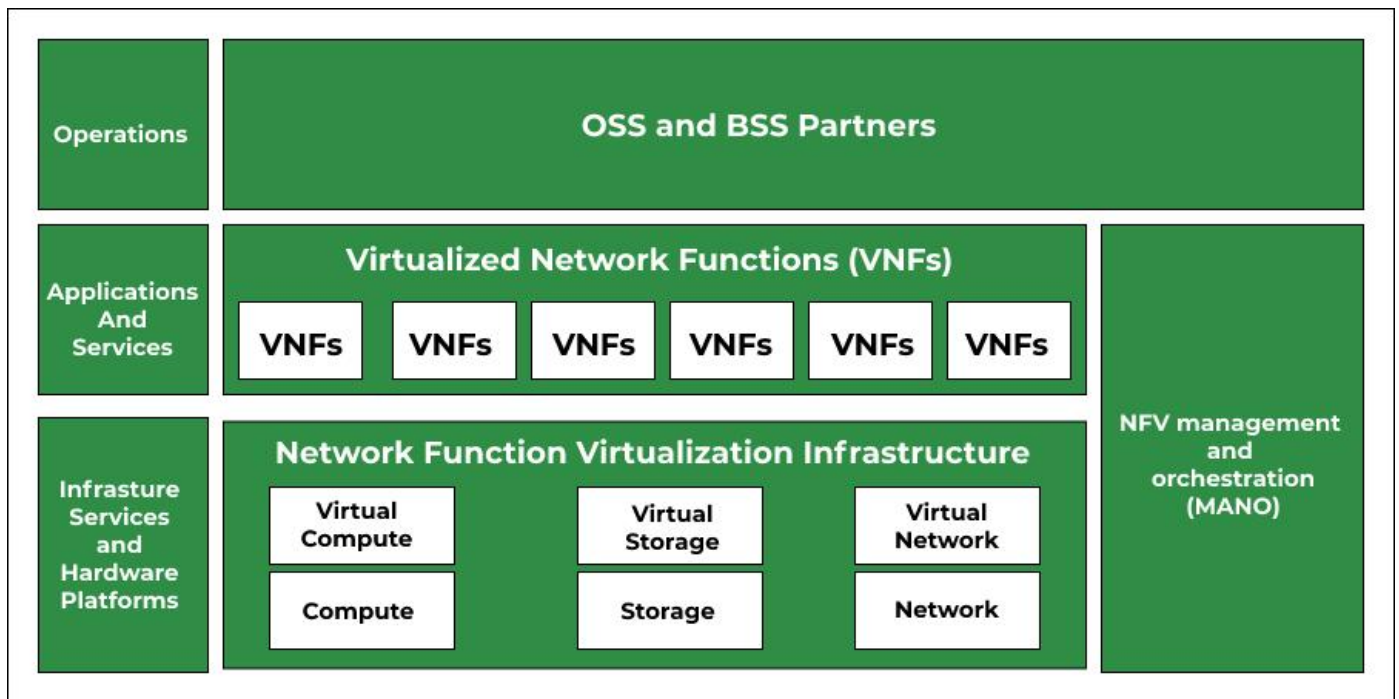 Operations
OSS and BSS Partners
Applications
And
Services
Virtualized Network Functions (VNFs)
VNFs VNFs VNFs VNFs VNFs VNFs
Infrasture
Services
and
Hardware
Platforms
Network Function Virtualization Infrastructure
Virtual
Compute
Virtual
Storage
Virtual
Network
Compute
Storage
Network
NFV management
and
orchestration
(MANO)